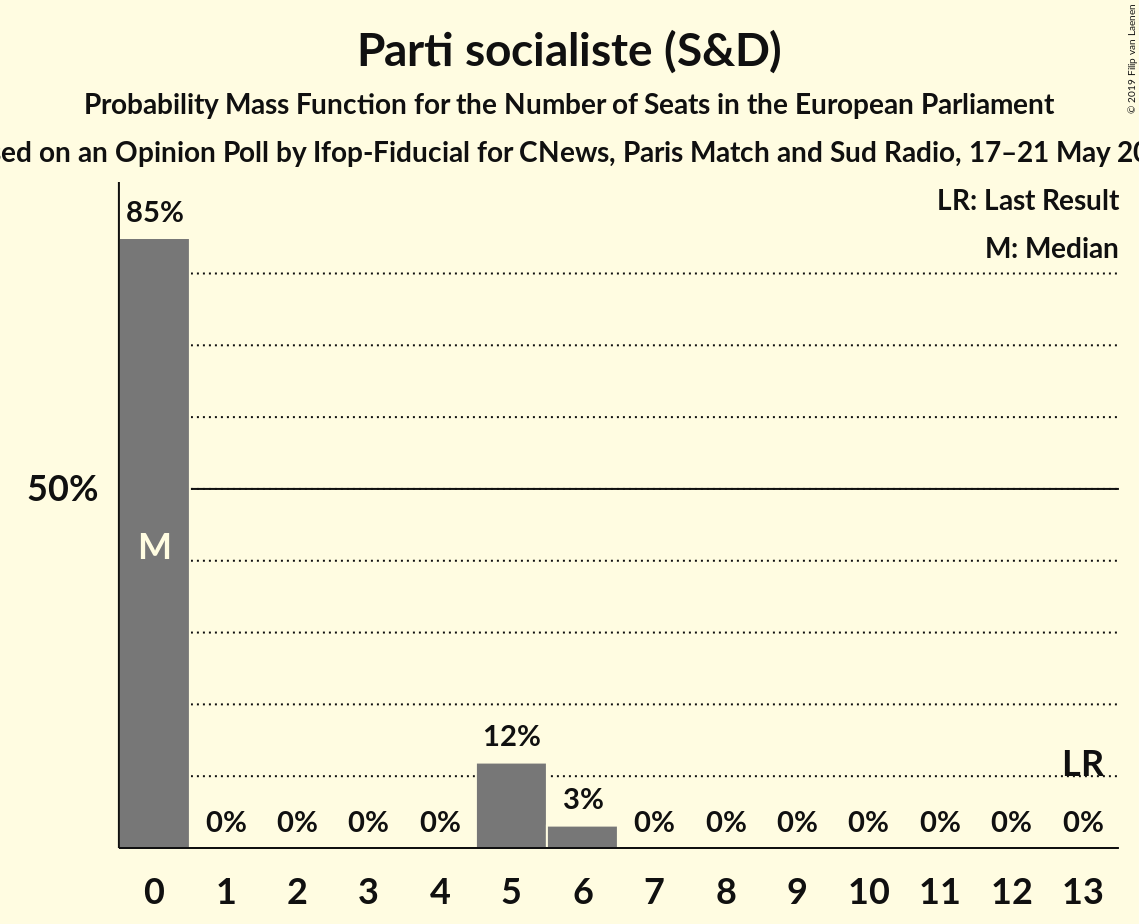 Parti socialiste (S&D)
Probability Mass Function for the Number of Seats in the European Parliament
on an Opinion Poll by Ifop-Fiducial for CNews, Paris Match and Sud Radio, 17–21 May
© 2019 Filip van Laenen
LR: Last Result
M: Median
85%
50%
M
12%
LR
3%
0% 0% 0% 0% 0% 0% 0% 0% 0% 0% 0%
0 1 2 3 4 5 6 7 8 9 10 11 12 13